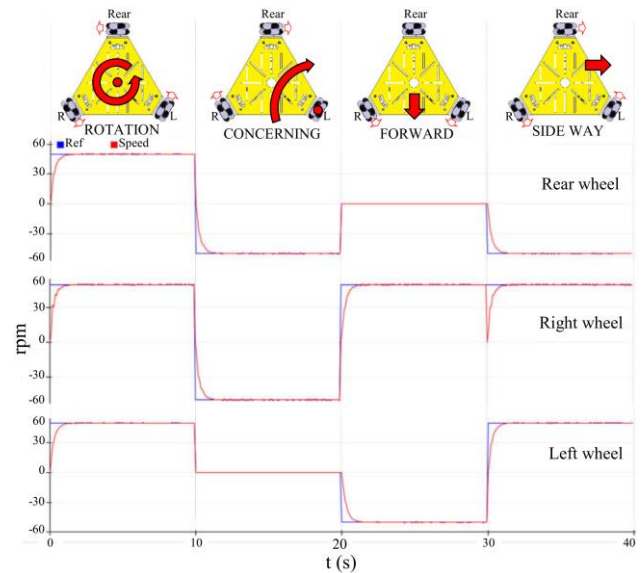 Rear Rear Rear Rear
R L R L R L R L
ROTATION CONCERNING FORWARD SIDE WAY
60 Ref Speed
30
0
-30
-60
Rear wheel
60
30
0
-30
-60
Right wheel
rpm
60
30
0
-30
-60
Left wheel
0 10 20 30 40
t (s)